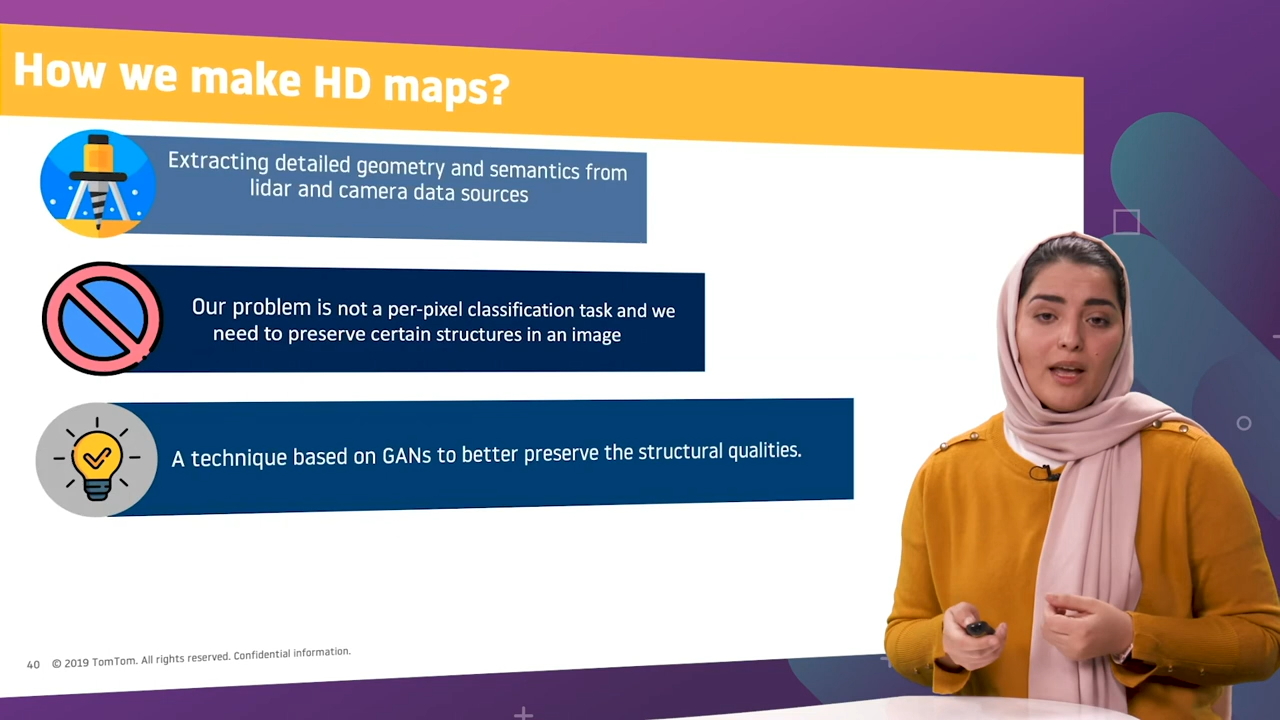 How we make HD maps?
Extracting detailed geometry and semantics from
lidar and camera data sources
Our problem is not a per-pixel classification task and we
need to preserve certain structures in an image
A technique based on GANs to better preserve the structural qualities.
40 © 2019 TomTom. All rights reserved. Confidential information.